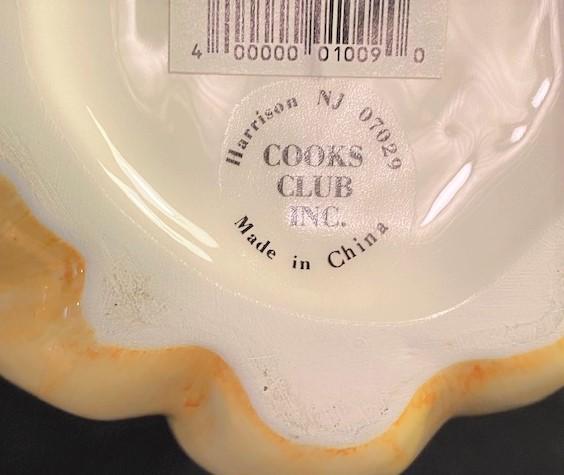 4 00000 01009 0
Harrison NJ 07029
COOKS
CLUB
INC.
Made in China